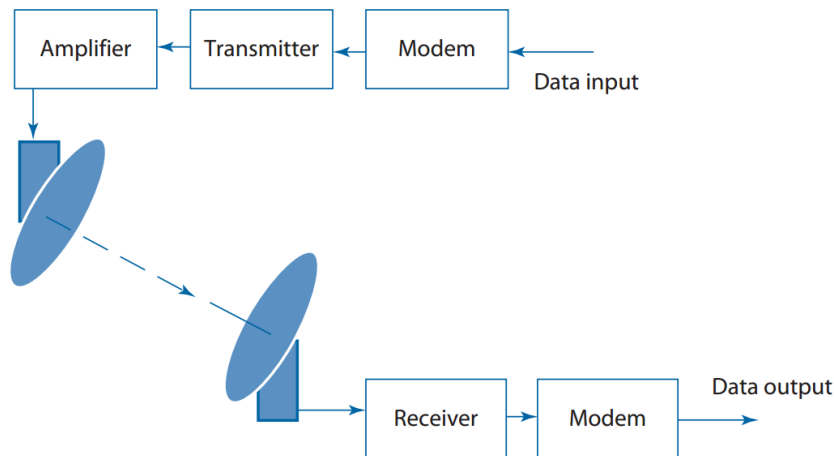 Amplifier
Transmitter
Modem
Data input
Receiver
Modem
Data output